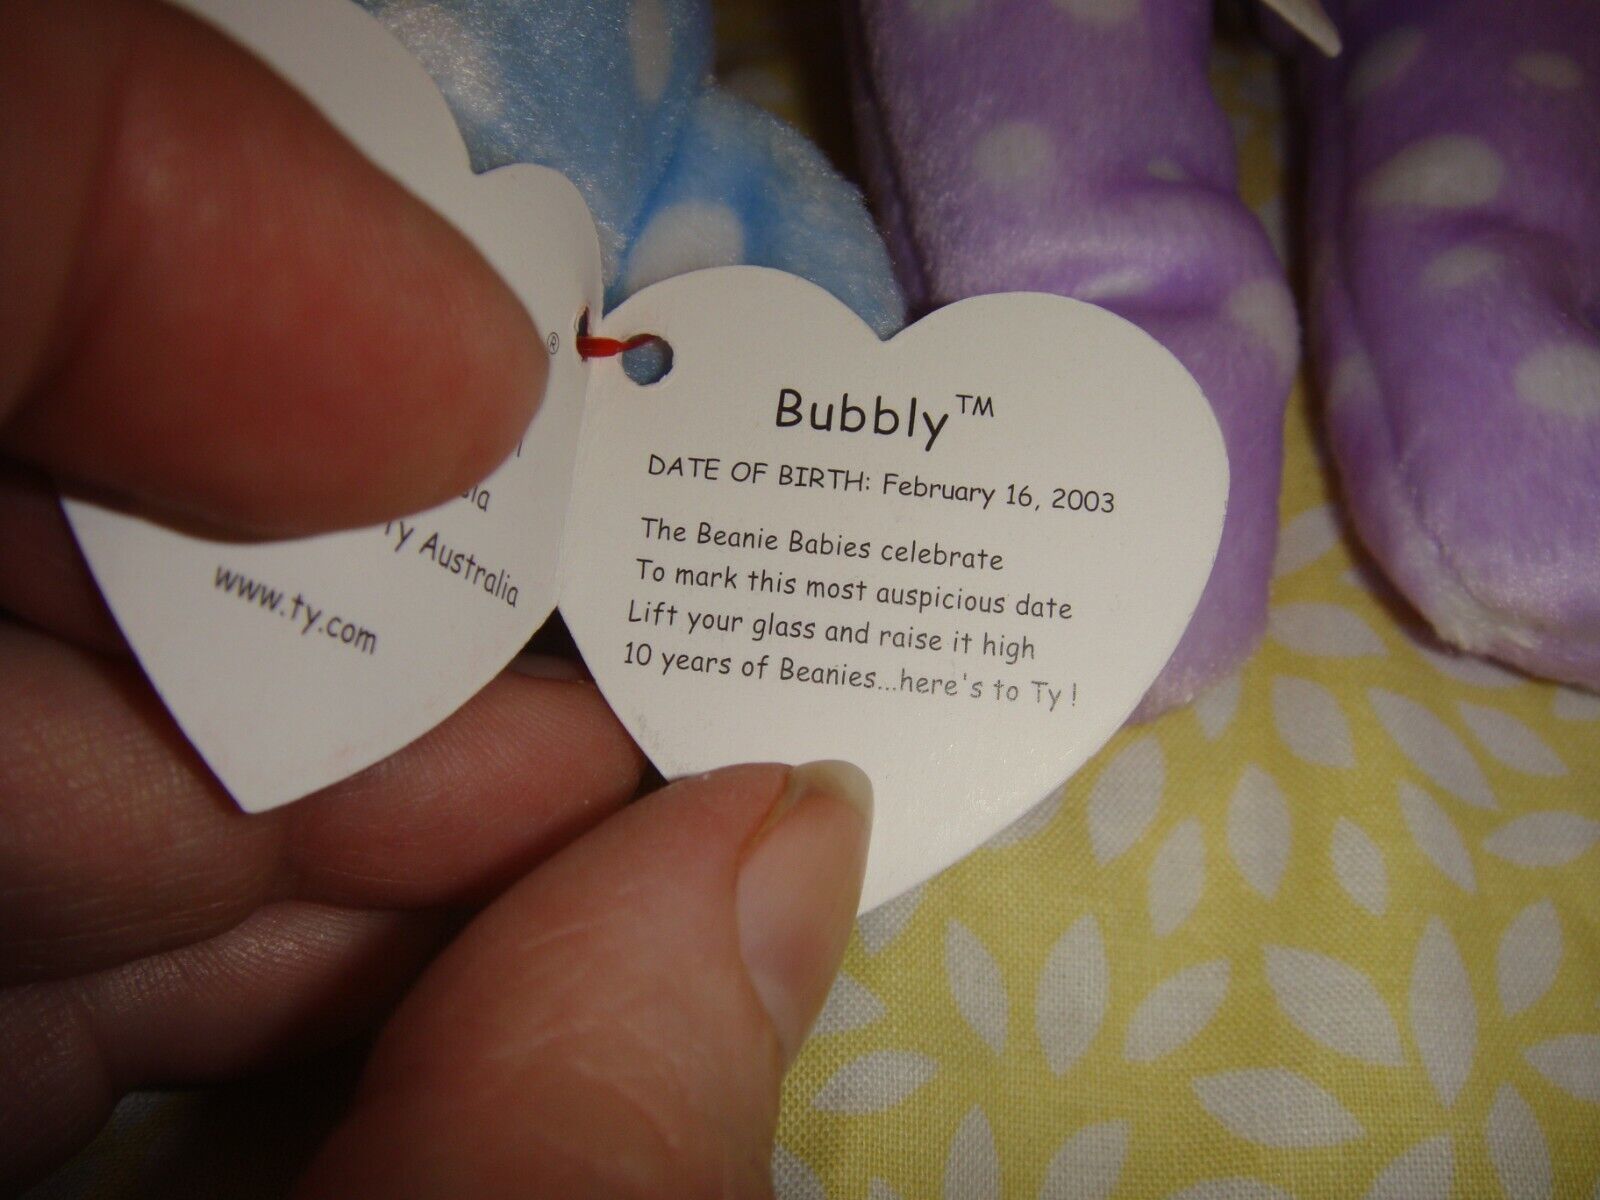 ®
Ty Australia
www.ty.com
Bubbly™
DATE OF BIRTH: February 16, 2003
The Beanie Babies celebrate
To mark this most auspicious date
Lift your glass and raise it high
10 years of Beanies...here's to Ty !